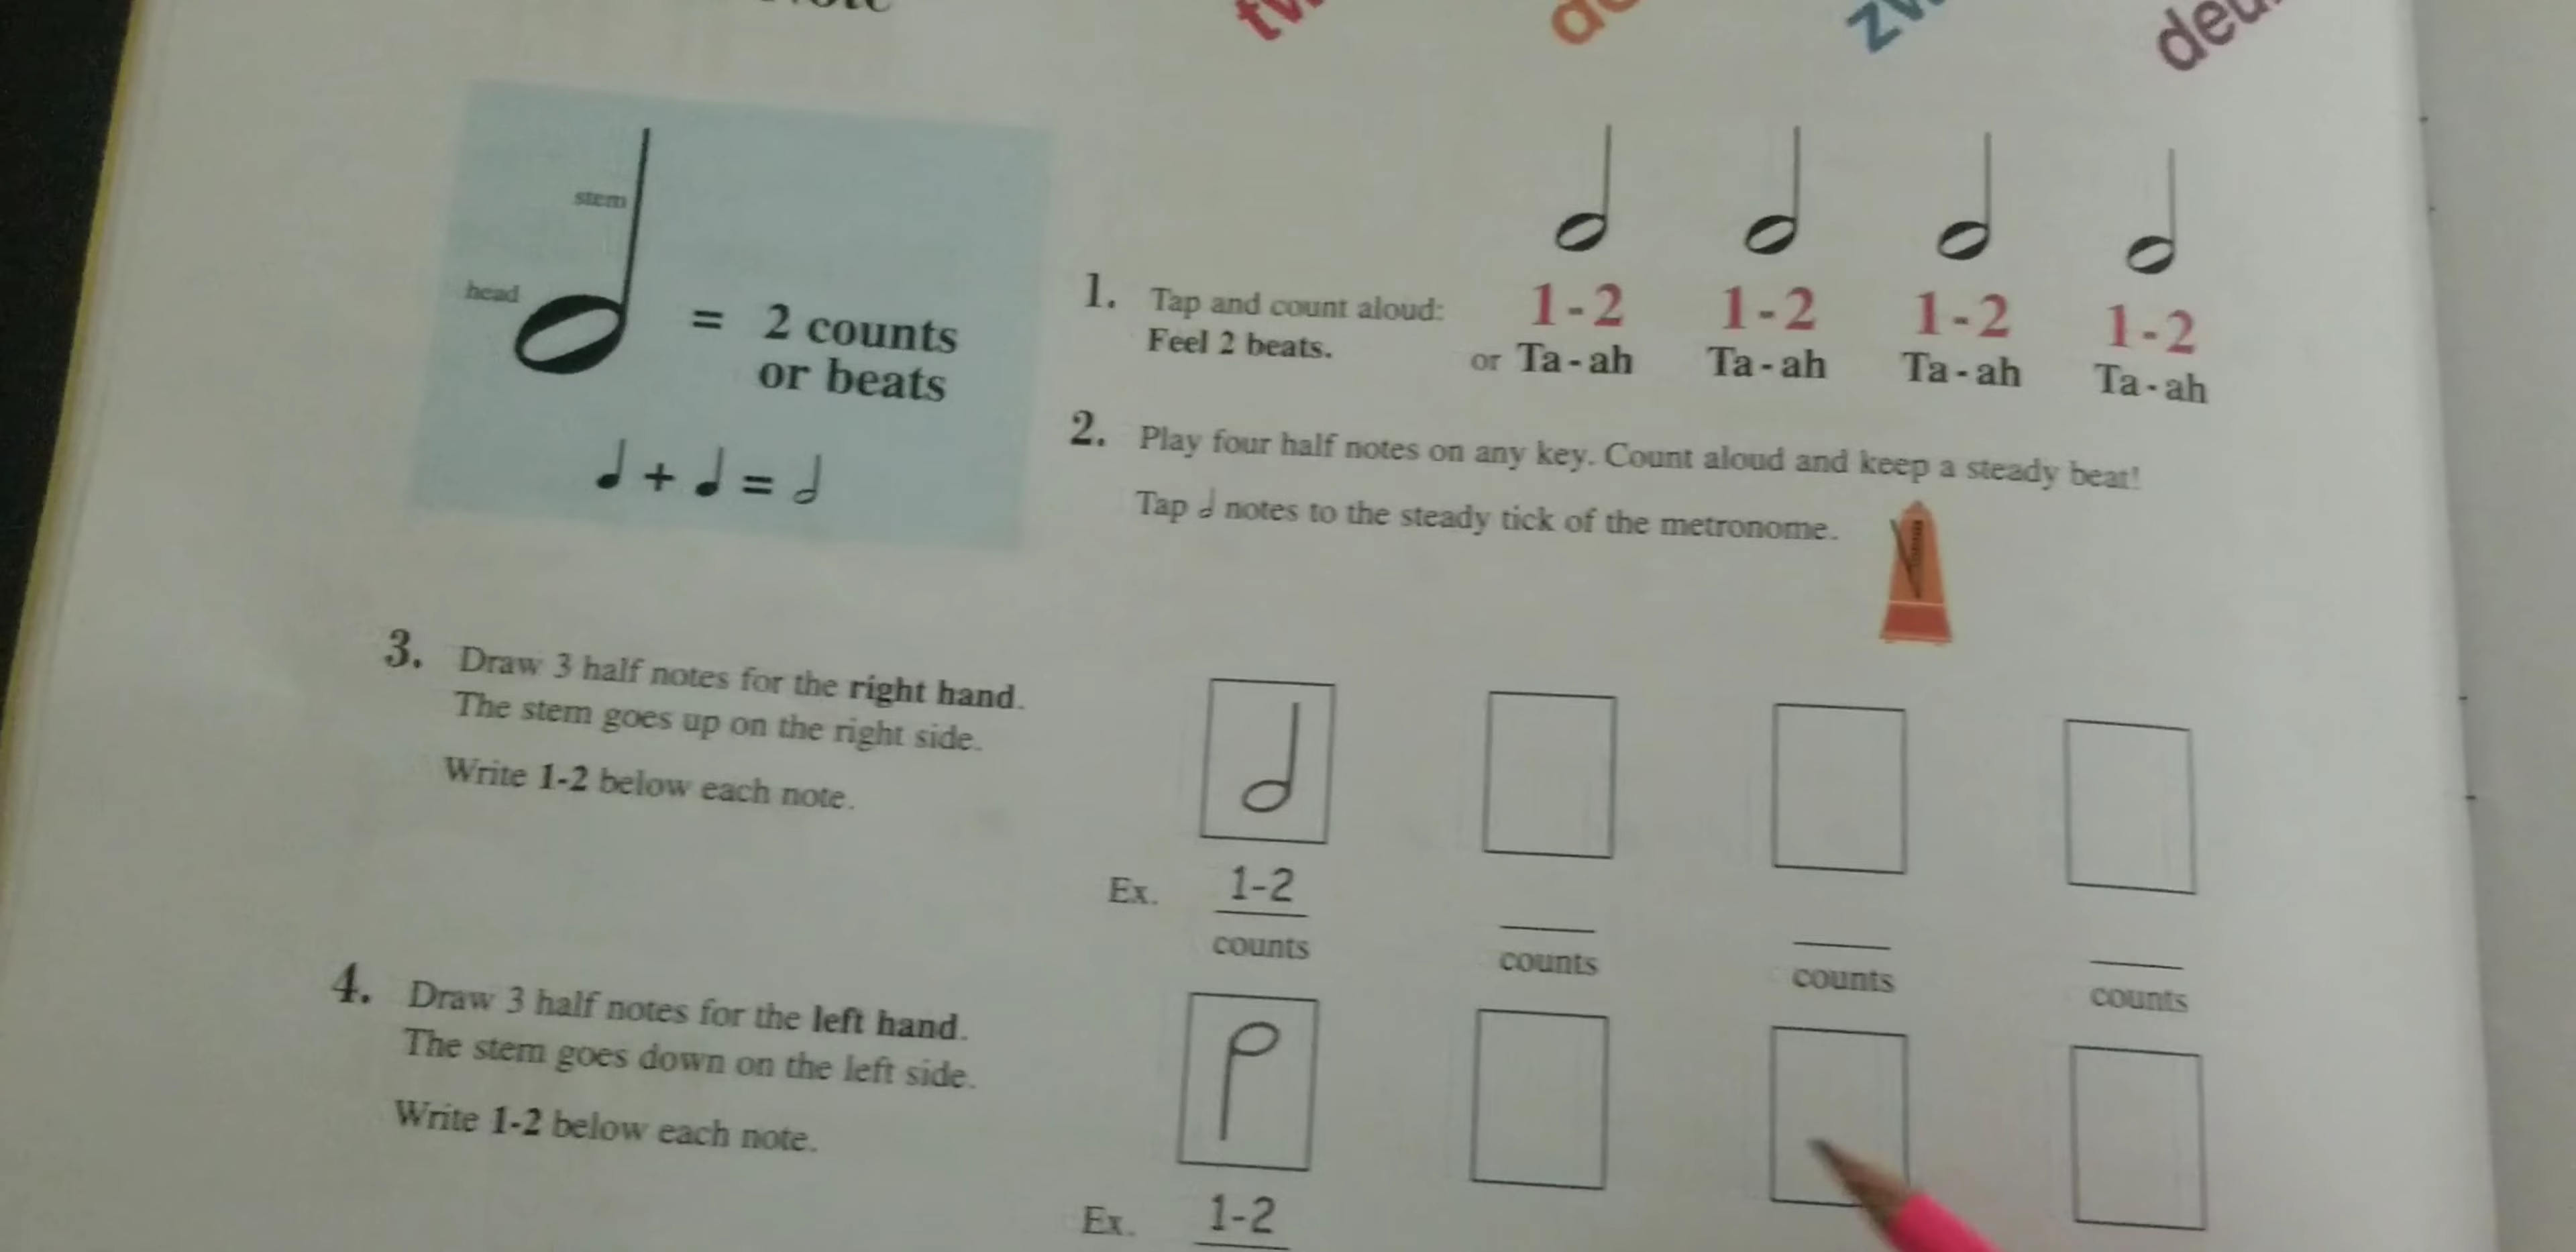 stem
head
= 2 counts
or beats
+ =
1. Tap and count aloud: 1-2 1-2 1-2 1-2
Feel 2 beats. or Ta-ah Ta-ah Ta-ah Ta-ah
2. Play four half notes on any key. Count aloud and keep a steady beat!
Tap notes to the steady tick of the metronome.
3. Draw 3 half notes for the right hand.
The stem goes up on the right side.
Write 1-2 below each note.
Ex. 1-2
counts counts counts counts
4. Draw 3 half notes for the left hand.
The stem goes down on the left side.
Write 1-2 below each note.
Ex. 1-2